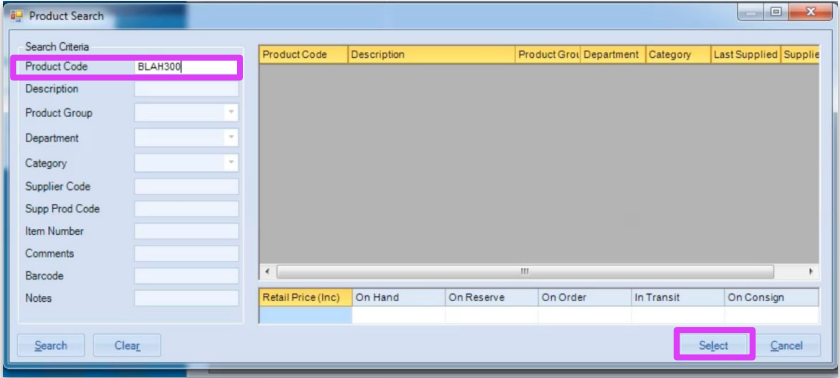 Product Search
Search Criteria
Product Code BLAH300
Description
Product Group
Department
Category
Supplier Code
Supp Prod Code
Item Number
Comments
Barcode
Notes
Product Code Description Product Grou Department Category Last Supplied Supplie
Retail Price (Inc) On Hand On Reserve On Order In Transit On Consign
Search Clear Select Cancel